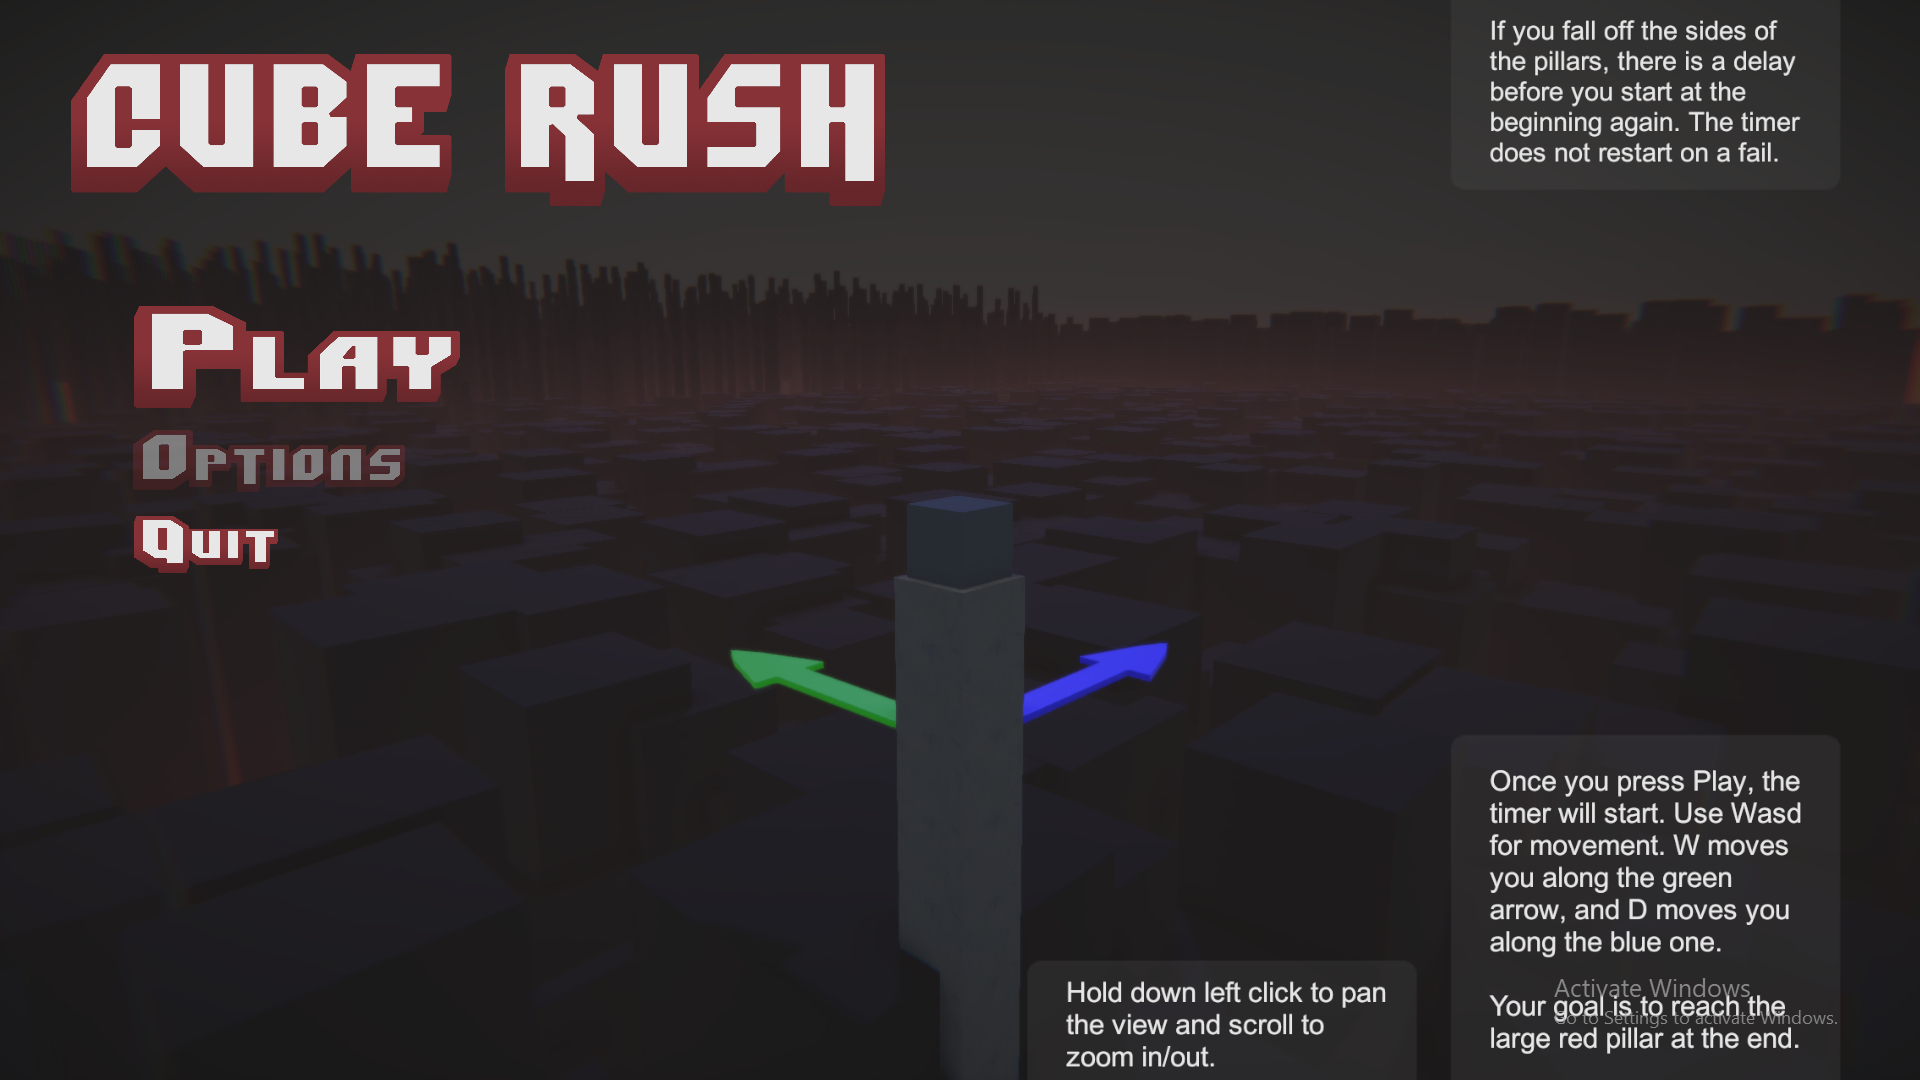 CUBE RUSH
If you fall off the sides of
the pillars, there is a delay
before you start at the
beginning again. The timer
does not restart on a fail.
Play
Options
Quit
Once you press Play, the
timer will start. Use Wasd
for movement. W moves
you along the green
arrow, and D moves you
along the blue one.
Your goal is to reach the
large red pillar at the end.
Activate Windows
Go to Settings to activate Windows.
Hold down left click to pan
the view and scroll to
zoom in/out.